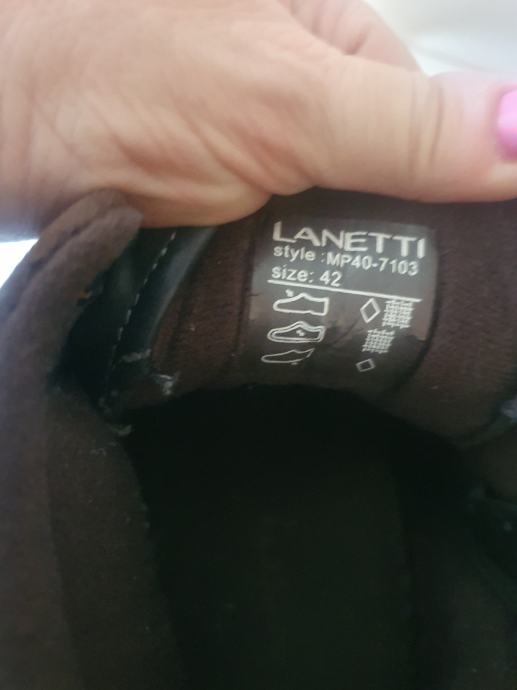 LANETTI
style :MP40-7103
size: 42